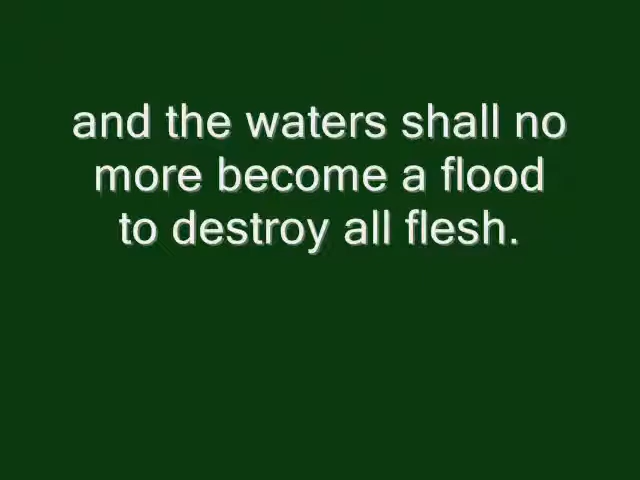 and the waters shall no
more become a flood
to destroy all flesh.